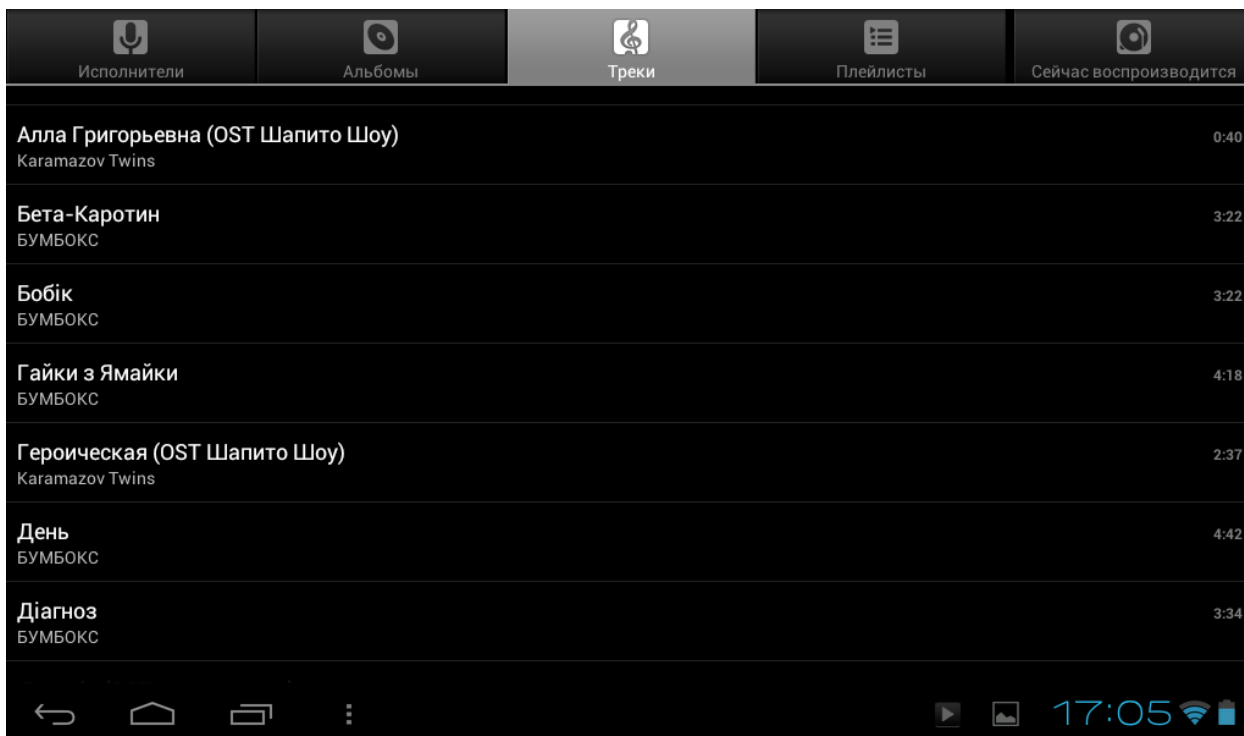 Исполнители
Альбомы
Треки
Плейлисты
Сейчас воспроизводится
Алла Григорьевна (OST Шапито Шоу)
0:40
Karamazov Twins
Бета-Каротин
3:22
БУМБОКС
Бобік
3:22
БУМБОКС
Гайки з Ямайки
4:18
БУМБОКС
Героическая (OST Шапито Шоу)
2:37
Karamazov Twins
День
4:42
БУМБОКС
Діагноз
3:34
БУМБОКС
17:05